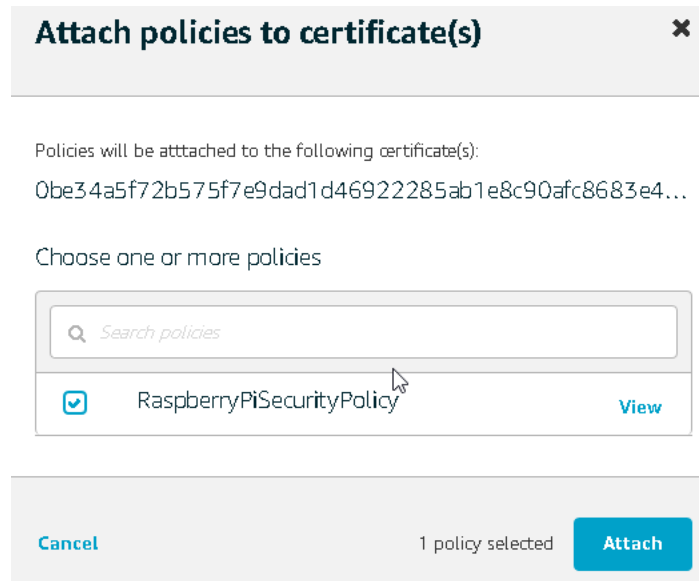 Attach policies to certificate(s)
Policies will be atttached to the following certificate(s):
0be34a5f72b575f7e9dad1d46922285ab1e8c90afc8683e4...
Choose one or more policies
Search policies
RaspberryPiSecurityPolicy
View
Cancel
1 policy selected
Attach